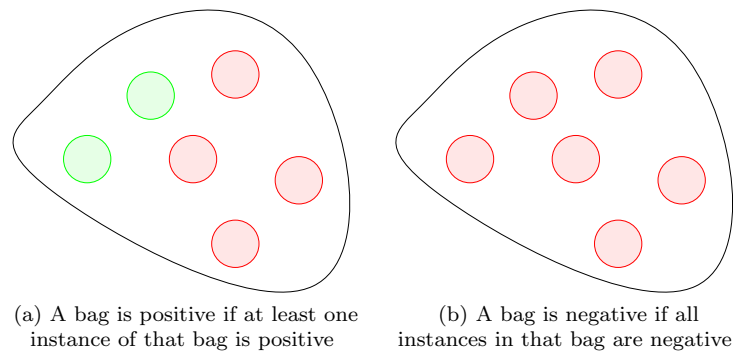 (a) A bag is positive if at least one
instance of that bag is positive
(b) A bag is negative if all
instances in that bag are negative